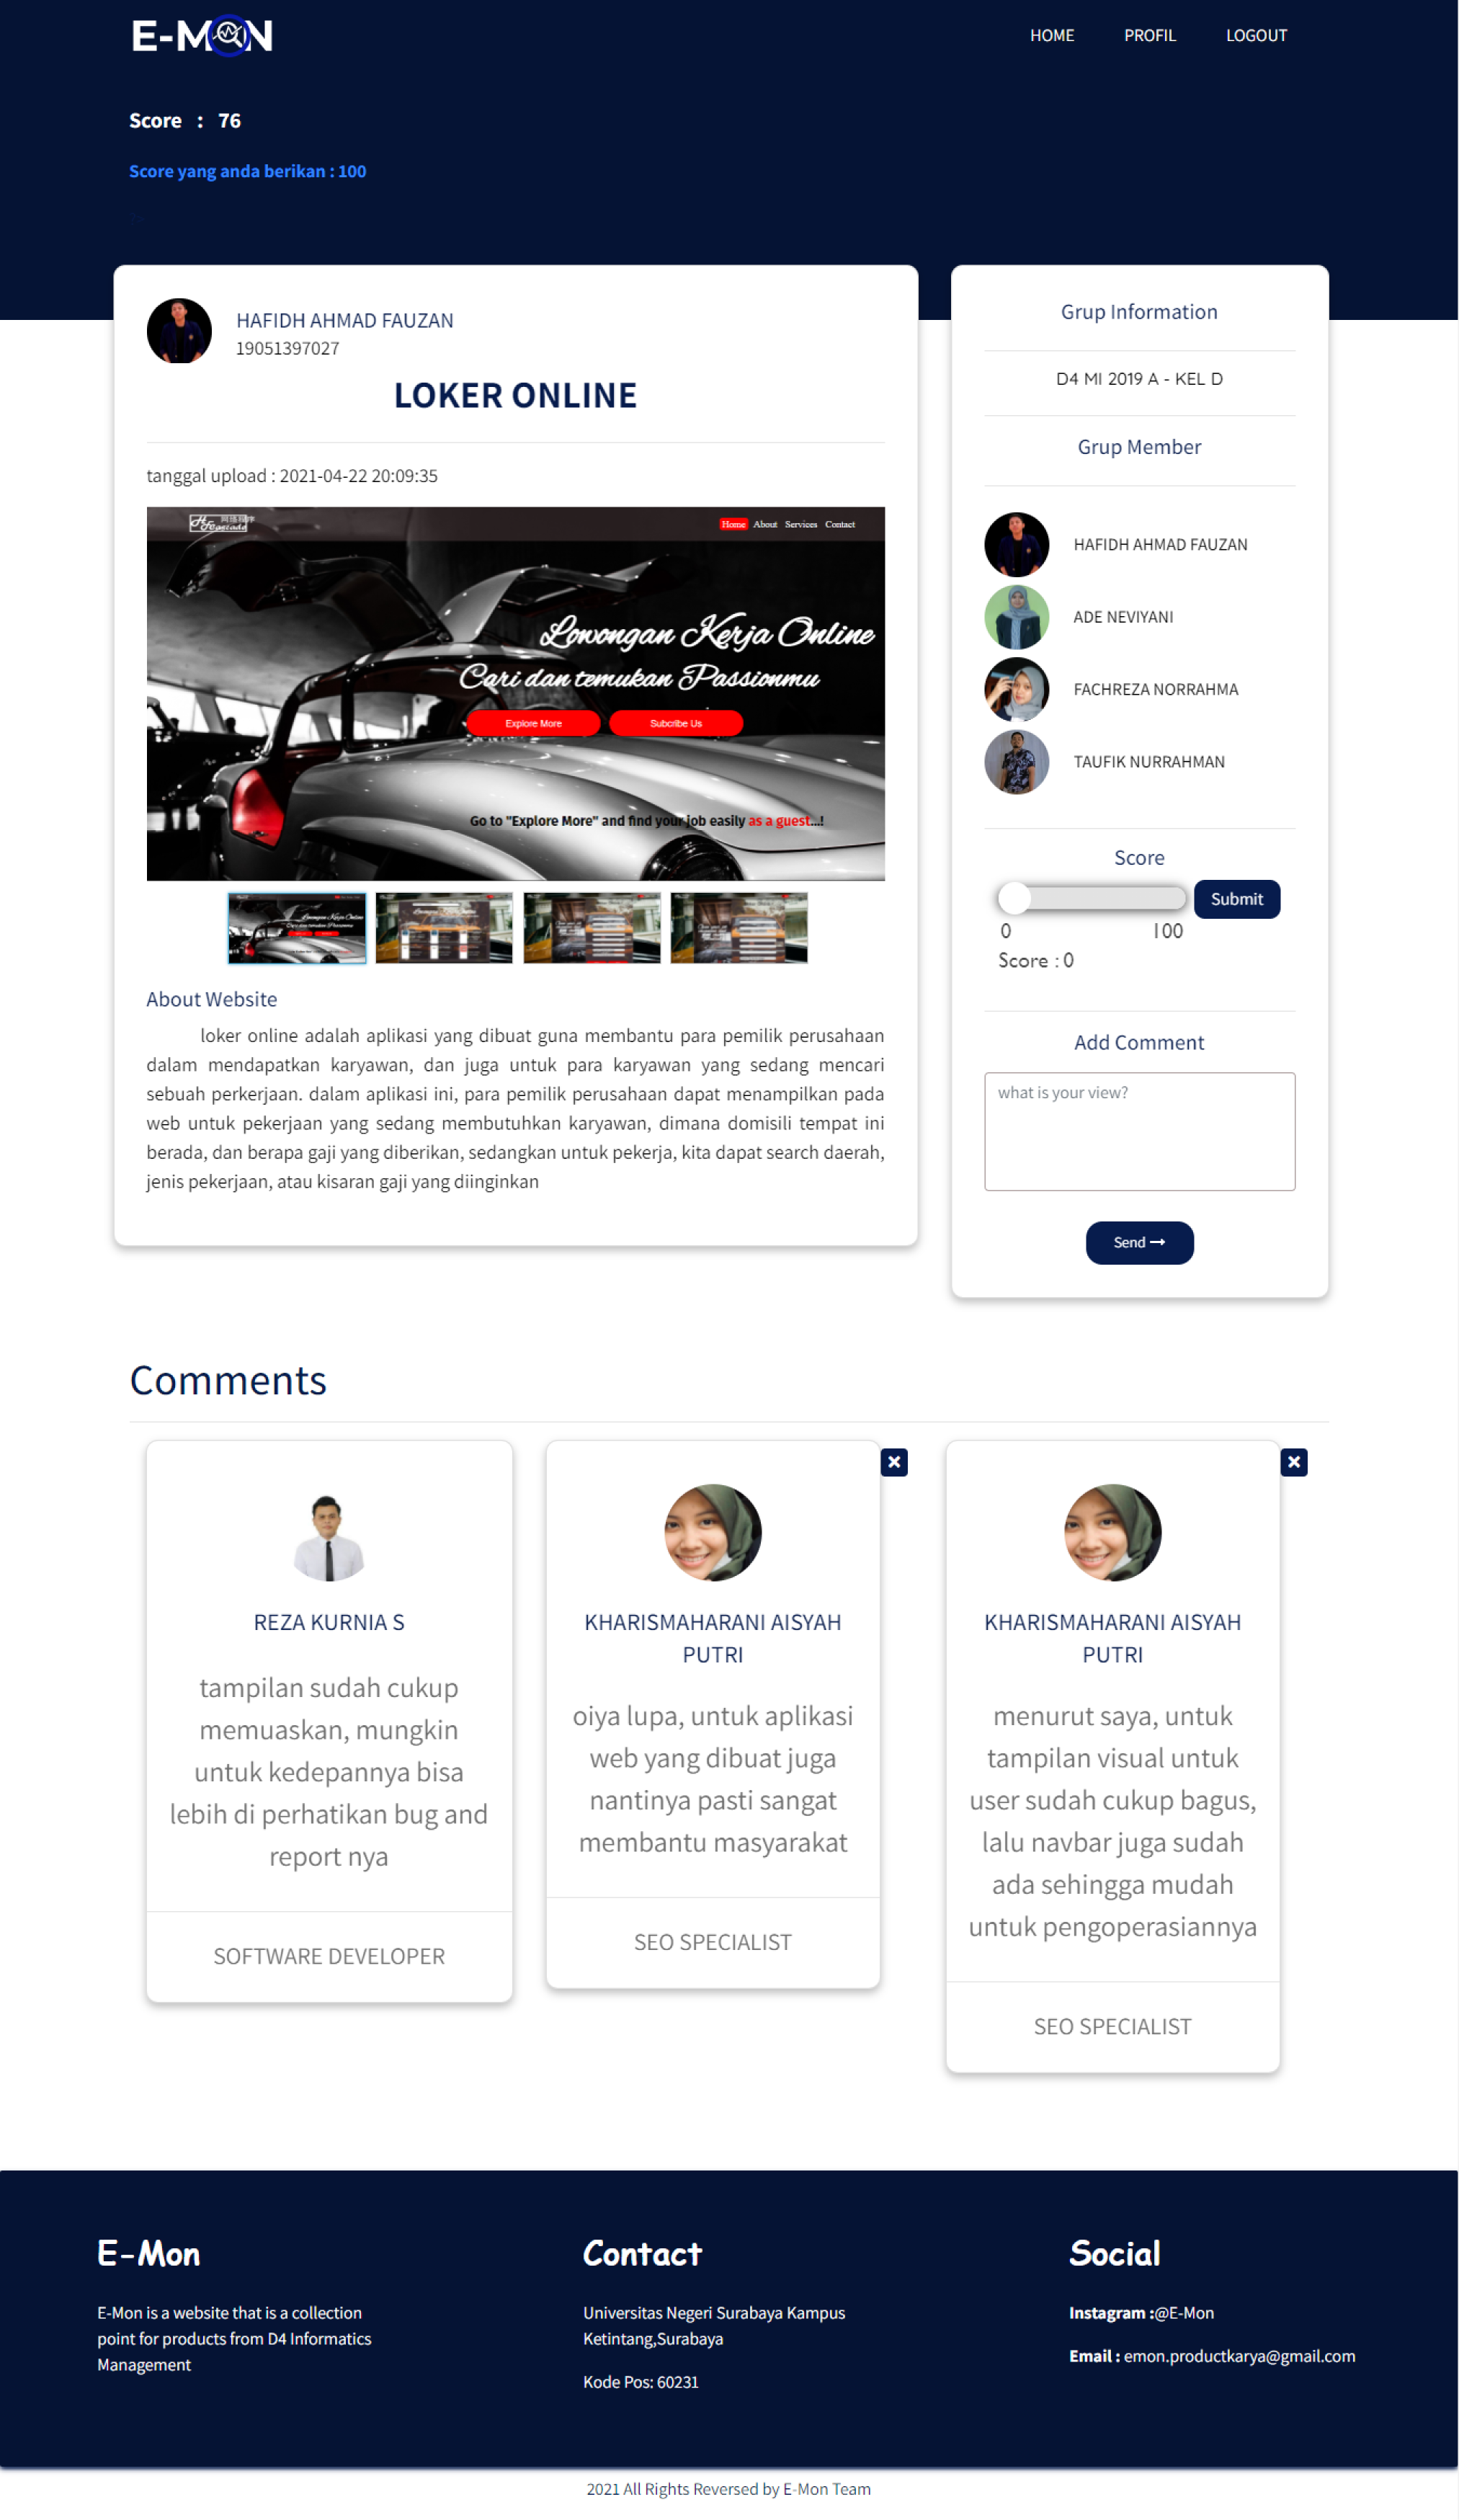 E-MON
HOME PROFIL LOGOUT
Score : 76
Score yang anda berikan : 100
HAFIDH AHMAD FAUZAN
19051397027
LOKER ONLINE
tanggal upload : 2021-04-22 20:09:35
Home About Services Contact
Lowongan Kerja Online
Cari dan temukan Passionmu
Explore More Subcribe Us
Go to "Explore More" and find your job easily as a guest...!
About Website
loker online adalah aplikasi yang dibuat guna membantu para pemilik perusahaan
dalam mendapatkan karyawan, dan juga untuk para karyawan yang sedang mencari
sebuah perkerjaan. dalam aplikasi ini, para pemilik perusahaan dapat menampilkan pada
web untuk pekerjaan yang sedang membutuhkan karyawan, dimana domisili tempat ini
berada, dan berapa gaji yang diberikan, sedangkan untuk pekerja, kita dapat search daerah,
jenis pekerjaan, atau kisaran gaji yang diinginkan
Grup Information
D4 MI 2019 A - KEL D
Grup Member
HAFIDH AHMAD FAUZAN
ADE NEVIYANI
FACHREZA NORRAHMA
TAUFIK NURRAHMAN
Score
Submit
0 100
Score : 0
Add Comment
what is your view?
Send
Comments
REZA KURNIA S
tampilan sudah cukup
memuaskan, mungkin
untuk kedepannya bisa
lebih di perhatikan bug and
report nya
SOFTWARE DEVELOPER
KHARISMAHARANI AISYAH
PUTRI
oiya lupa, untuk aplikasi
web yang dibuat juga
nantinya pasti sangat
membantu masyarakat
SEO SPECIALIST
KHARISMAHARANI AISYAH
PUTRI
menurut saya, untuk
tampilan visual untuk
user sudah cukup bagus,
lalu navbar juga sudah
ada sehingga mudah
untuk pengoperasiannya
SEO SPECIALIST
E-Mon
E-Mon is a website that is a collection
point for products from D4 Informatics
Management
Contact
Universitas Negeri Surabaya Kampus
Ketintang,Surabaya
Kode Pos: 60231
Social
Instagram :@E-Mon
Email : emon.productkarya@gmail.com
2021 All Rights Reversed by E-Mon Team